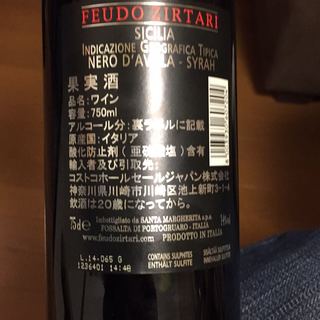 FEUDO ZIRTARI
SICILIA
INDICAZIONE GEOGRAFICA TIPICA
NERO D'AVOLA - SYRAH
果実酒
品名:ワイン
容量:750ml
アルコール分:裏ラベルに記載
原産国:イタリア
酸化防止剤(亜硫酸塩)含有
輸入者及び引取先:
コストコホールセールジャパン株式会社
神奈川県川崎市川崎区池上新町3-1-4
飲酒は20歳になってから。
Imbottigliato da SANTA MARGHERITA s.p.a.
75cl e FOSSALTA DI PORTOGRUARO - ITALIA
www.feudozirtari.com - PRODOTTO IN ITALIA
L.14-065 G
1236401 14:48
CONTAINS SULPHITES
ENTHÄLT SULFITE